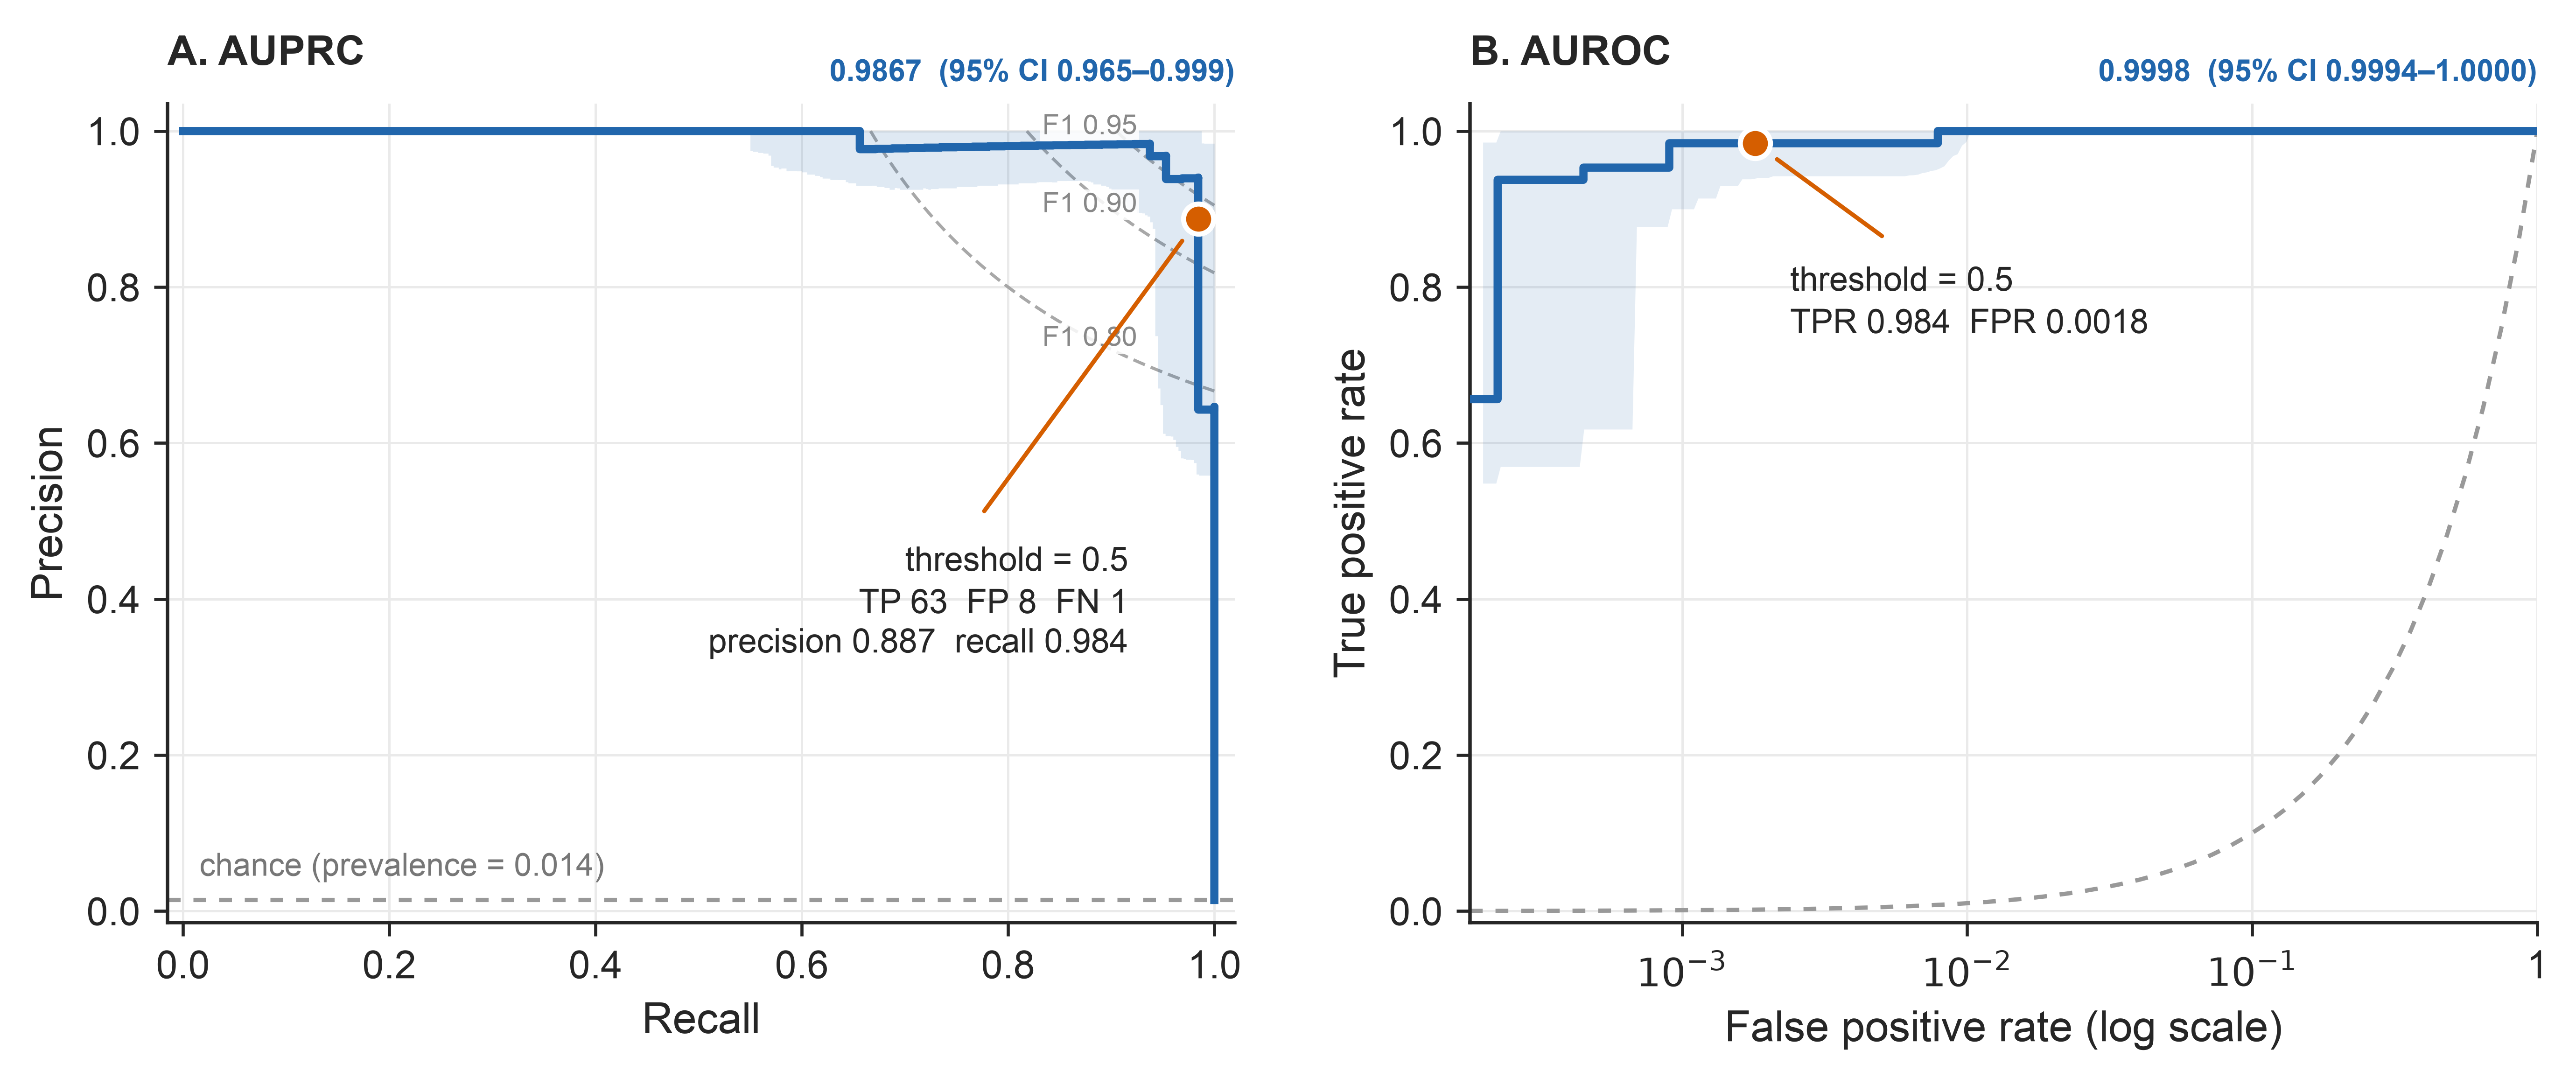 A. AUPRC
0.9867 (95% CI 0.965–0.999)
1.0
0.8
0.6
0.4
0.2
0.0
Precision
F1 0.95
F1 0.90
F1 0.80
threshold = 0.5
TP 63 FP 8 FN 1
precision 0.887 recall 0.984
chance (prevalence = 0.014)
0.0 0.2 0.4 0.6 0.8 1.0
Recall
B. AUROC
0.9998 (95% CI 0.9994–1.0000)
1.0
0.8
0.6
0.4
0.2
0.0
True positive rate
threshold = 0.5
TPR 0.984 FPR 0.0018
10⁻³ 10⁻² 10⁻¹ 1
False positive rate (log scale)